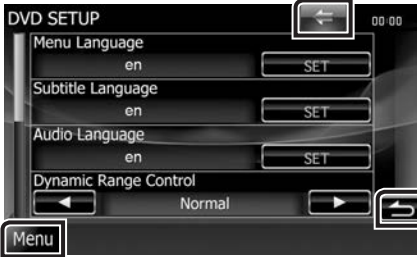 DVD SETUP 00:00
Menu Language
en SET
Subtitle Language
en SET
Audio Language
en SET
Dynamic Range Control
Normal
Menu